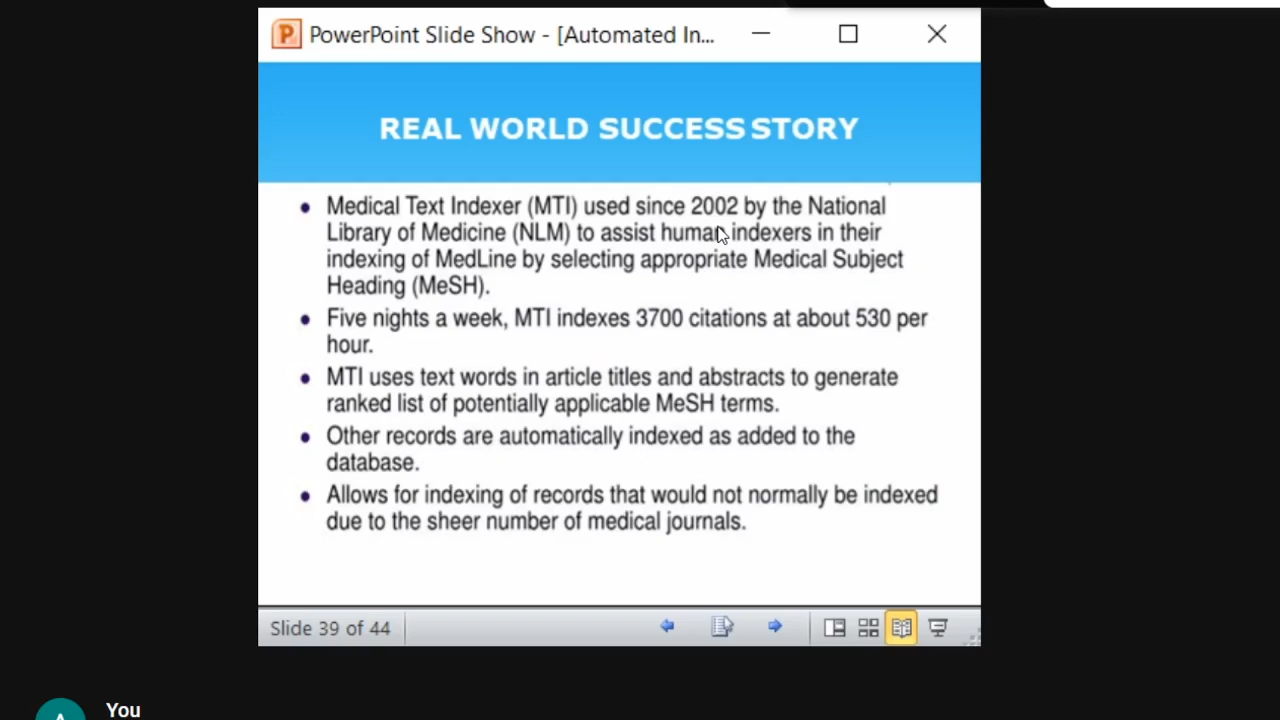 PowerPoint Slide Show - [Automated In...
REAL WORLD SUCCESS STORY
• Medical Text Indexer (MTI) used since 2002 by the National
Library of Medicine (NLM) to assist human indexers in their
indexing of MedLine by selecting appropriate Medical Subject
Heading (MeSH).
• Five nights a week, MTI indexes 3700 citations at about 530 per
hour.
• MTI uses text words in article titles and abstracts to generate
ranked list of potentially applicable MeSH terms.
• Other records are automatically indexed as added to the
database.
• Allows for indexing of records that would not normally be indexed
due to the sheer number of medical journals.
Slide 39 of 44
A You